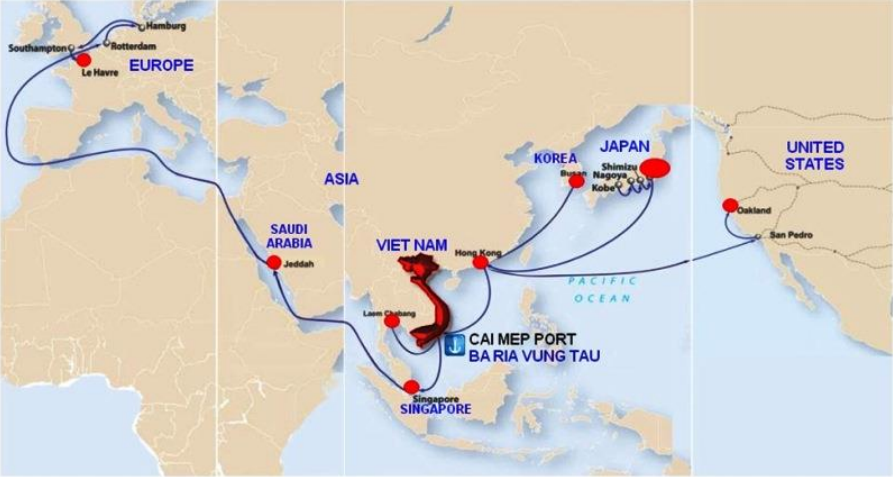 Hamburg
Southampton
Rotterdam
Le Havre
EUROPE
ASIA
SAUDI
ARABIA
Jeddah
VIET NAM
Laem Chabang
Hong Kong
KOREA
Busan
JAPAN
Shimizu
Nagoya
Kobe
UNITED
STATES
Oakland
San Pedro
PACIFIC
OCEAN
CAI MEP PORT
BA RIA VUNG TAU
Singapore
SINGAPORE